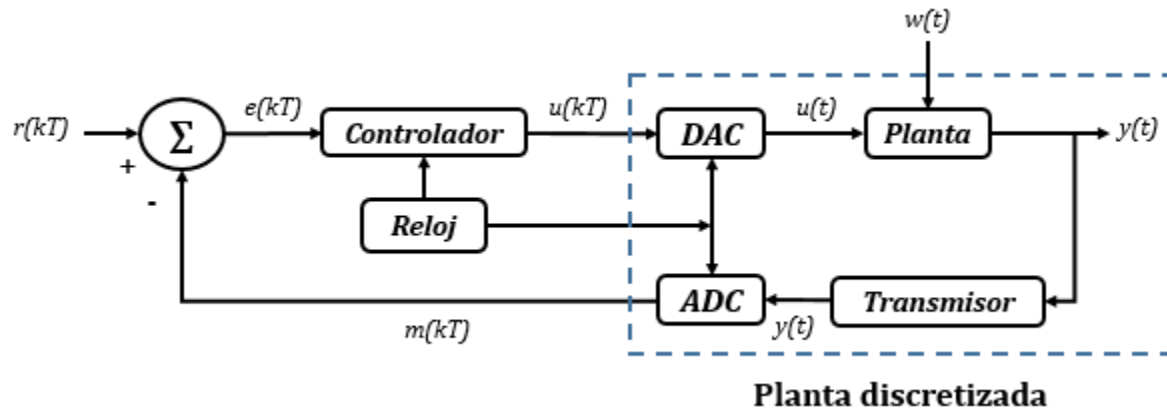 w(t)
r(kT)
+
-
Σ
e(kT)
Controlador
u(kT)
DAC
u(t)
Planta
y(t)
Reloj
ADC
y(t)
Transmisor
m(kT)
Planta discretizada